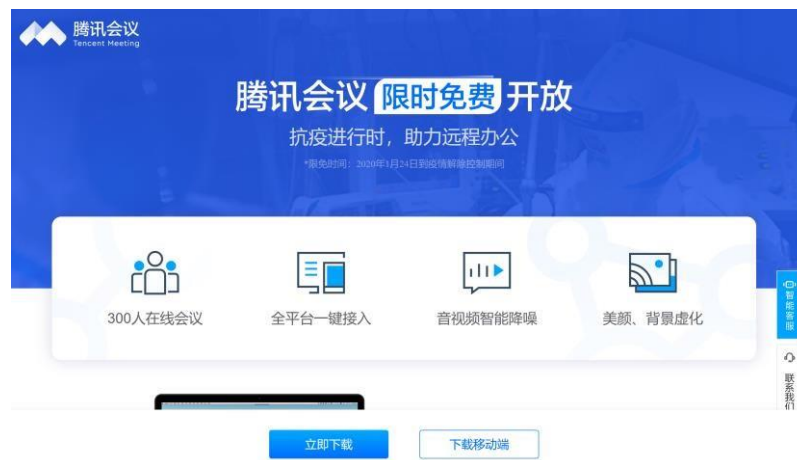 腾讯会议
Tencent Meeting
腾讯会议 限时免费 开放
抗疫进行时，助力远程办公
*限免时间：2020年1月24日到疫情解除控制期间
300人在线会议
全平台一键接入
音视频智能降噪
美颜、背景虚化
智能客服
联系我们
立即下载
下载移动端